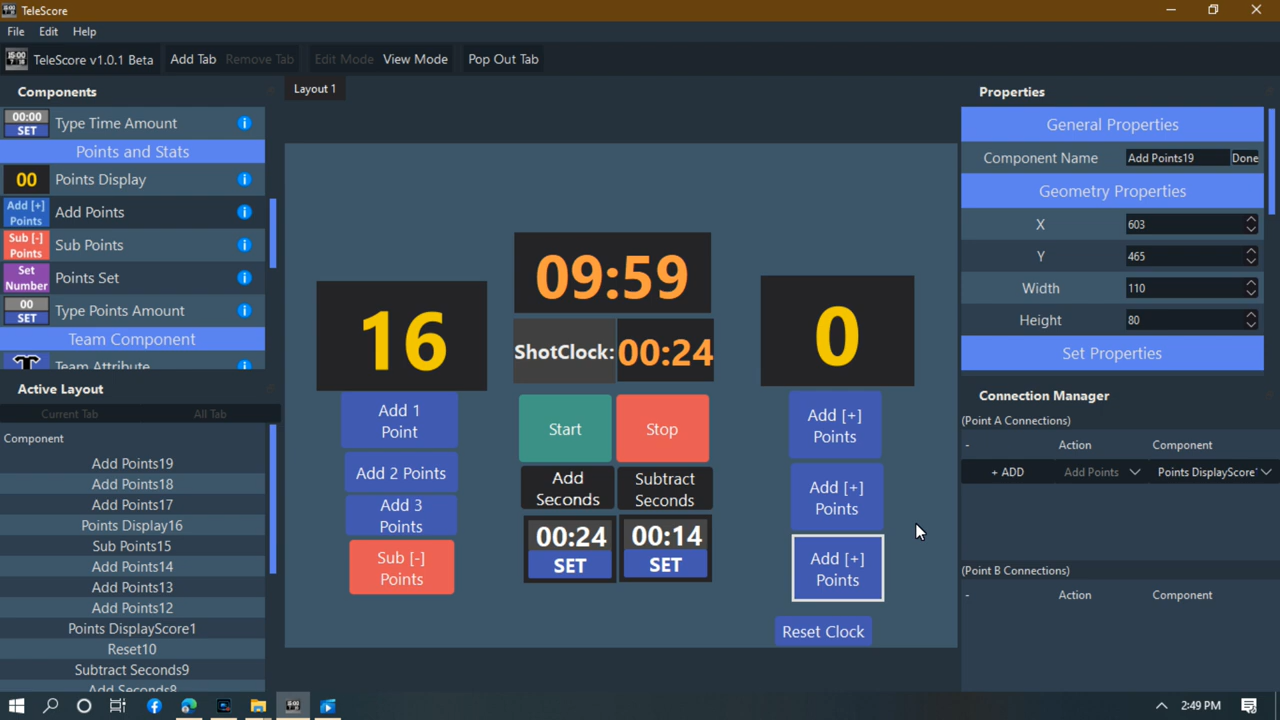 TeleScore
File Edit Help
TeleScore v1.0.1 Beta Add Tab Remove Tab Edit Mode View Mode Pop Out Tab
Components
00:00 SET Type Time Amount
Points and Stats
00 Points Display
Add [+] Points Add Points
Sub [-] Points Sub Points
Set Number Points Set
00 SET Type Points Amount
Team Component
Team Attribute
Active Layout
Current Tab All Tab
Component
Add Points19
Add Points18
Add Points17
Points Display16
Sub Points15
Add Points14
Add Points13
Add Points12
Points DisplayScore1
Reset10
Subtract Seconds9
Add Seconds8
Layout 1
09:59
16
ShotClock: 00:24
0
Add 1
Point
Add 2 Points
Add 3
Points
Sub [-]
Points
Start
Stop
Add
Seconds
Subtract
Seconds
00:24
SET
00:14
SET
Add [+]
Points
Add [+]
Points
Add [+]
Points
Reset Clock
Properties
General Properties
Component Name Add Points19 Done
Geometry Properties
X 603
Y 465
Width 110
Height 80
Set Properties
Connection Manager
(Point A Connections)
- Action Component
+ ADD Add Points Points DisplayScore
(Point B Connections)
- Action Component
2:49 PM